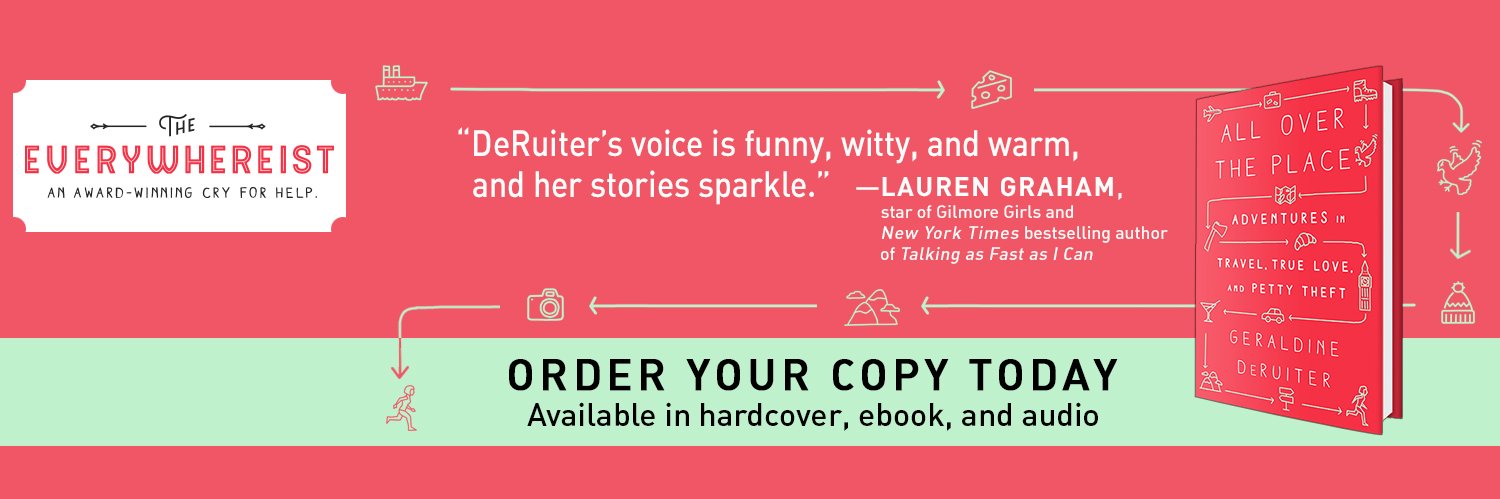 The
EVERYWHEREIST
AN AWARD-WINNING CRY FOR HELP.
“DeRuiter’s voice is funny, witty, and warm,
and her stories sparkle.” —LAUREN GRAHAM,
star of Gilmore Girls and
New York Times bestselling author
of Talking as Fast as I Can
ALL OVER
THE PLACE
ADVENTURES IN
TRAVEL, TRUE LOVE,
AND PETTY THEFT
GERALDINE
DeRUITER
ORDER YOUR COPY TODAY
Available in hardcover, ebook, and audio